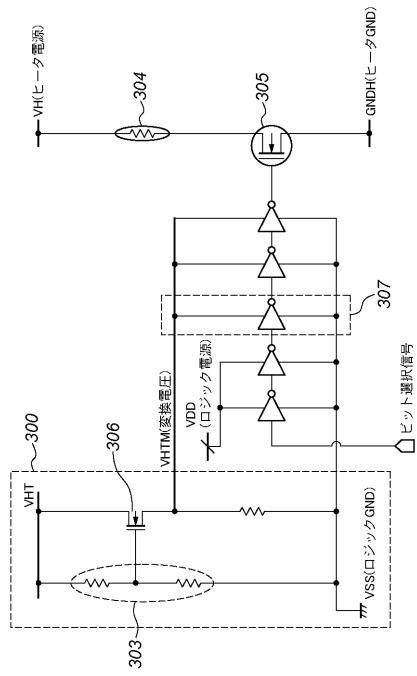 300
VHT
306
303
VSS(ロジックGND)
VHTM(変換電圧)
VDD
(ロジック電源)
307
ビット選択信号
VH(ヒータ電源)
304
305
GNDH(ヒータGND)